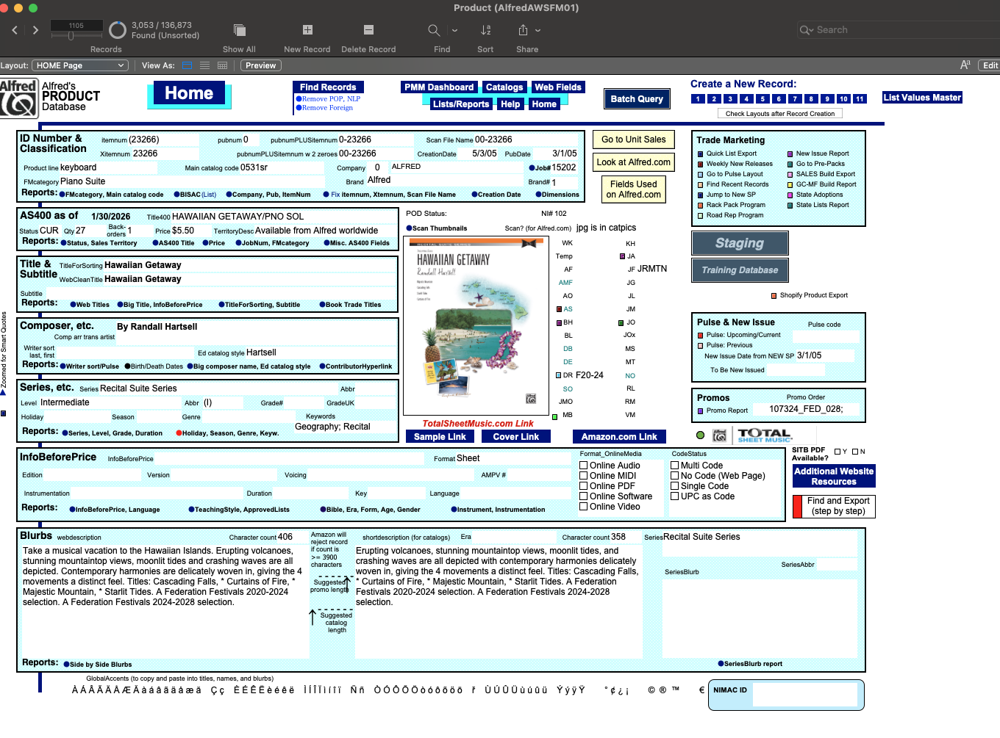 Product (AlfredAWSFM01)
1105
3,053 / 136,873
Found (Unsorted)
Records
Show All
New Record
Delete Record
Find
Sort
Share
Search
Layout:
HOME Page
View As:
Preview
Edit
Alfred
Alfred's
PRODUCT
Database
Home
Find Records
Remove POP, NLP
Remove Foreign
PMM Dashboard
Catalogs
Web Fields
Lists/Reports
Help
Home
Batch Query
Create a New Record:
1 2 3 4 5 6 7 8 9 10 11
Check Layouts after Record Creation
List Values Master
ID Number &
Classification
itemnum (23266)
pubnum 0
pubnumPLUSitemnum 0-23266
Scan File Name 00-23266
Xitemnum 23266
pubnumPLUSitemnum w 2 zeroes 00-23266
CreationDate 5/3/05
PubDate 3/1/05
Product line keyboard
Main catalog code 0531sr
Company 0 ALFRED
Job# 15202
FMcategory Piano Suite
Brand Alfred
Brand# 1
Reports: FMcategory, Main catalog code BISAC (List) Company, Pub, ItemNum Fix itemnum, Xtemnum, Scan File Name Creation Date Dimensions
Go to Unit Sales
Look at Alfred.com
Fields Used
on Alfred.com
Trade Marketing
Quick List Export
New Issue Report
Weekly New Releases
Go to Pre-Packs
Go to Pulse Layout
SALES Build Export
Find Recent Records
GC-MF Build Report
Jump to New SP
State Adoptions
Rack Pack Program
State Lists Report
Road Rep Program
AS400 as of 1/30/2026
Title400 HAWAIIAN GETAWAY/PNO SOL
Status CUR Qty 27 Back-orders 1 Price $5.50 TerritoryDesc Available from Alfred worldwide
Reports: Status, Sales Territory AS400 Title Price JobNum, FMcategory Misc. AS400 Fields
POD Status:
NI# 102
Scan Thumbnails
Scan? (for Alfred.com) jpg is in catpics
Staging
Training Database
Shopify Product Export
Title &
Subtitle
TitleForSorting Hawaiian Getaway
WebCleanTitle Hawaiian Getaway
Subtitle
Reports: Web Titles Big Title, InfoBeforePrice TitleForSorting, Subtitle Book Trade Titles
RECITAL SUITE SERIES
HAWAIIAN GETAWAY
Randall Hartsell
WK KH
Temp JA
AF JF JRMTN
AMF JG
AO JL
AS JM
BH JO
BL JOx
DB MS
DE MT
DR F20-24 NO
SO RL
JMO RM
MB VM
Composer, etc. By Randall Hartsell
Comp arr trans artist
Writer sort
last, first
Ed catalog style Hartsell
Reports: Writer sort/Pulse Birth/Death Dates Big composer name, Ed catalog style ContributorHyperlink
Zoomed for Smart Quotes
Series, etc. Series Recital Suite Series Abbr
Level Intermediate Abbr (I) Grade# GradeUK
Holiday Season Genre Keywords
Geography; Recital
Reports: Series, Level, Grade, Duration Holiday, Season, Genre, Keyw.
TotalSheetMusic.com Link
Sample Link
Cover Link
Amazon.com Link
Pulse & New Issue
Pulse code
Pulse: Upcoming/Current
Pulse: Previous
New Issue Date from NEW SP 3/1/05
To Be New Issued
Promos
Promo Order
Promo Report 107324_FED_028;
TOTAL
SHEET MUSIC
SITB PDF
Available?
Y N
Additional Website
Resources
Find and Export
(step by step)
InfoBeforePrice InfoBeforePrice Format Sheet
Edition Version Voicing AMPV #
Instrumentation Duration Key Language
Reports: InfoBeforePrice, Language TeachingStyle, ApprovedLists Bible, Era, Form, Age, Gender Instrument, Instrumentation
Format_OnlineMedia
Online Audio
Online MIDI
Online PDF
Online Software
Online Video
CodeStatus
Multi Code
No Code (Web Page)
Single Code
UPC as Code
Blurbs webdescription Character count 406
Take a musical vacation to the Hawaiian Islands. Erupting volcanoes,
stunning mountaintop views, moonlit tides and crashing waves are all
depicted. Contemporary harmonies are delicately woven in, giving the 4
movements a distinct feel. Titles: Cascading Falls, * Curtains of Fire, *
Majestic Mountain, * Starlit Tides. A Federation Festivals 2020-2024
selection. A Federation Festivals 2024-2028 selection.
Amazon will
reject record
if count is
>= 3900
characters
Suggested
promo length
Suggested
catalog
length
shortdescription (for catalogs) Era Character count 358
Erupting volcanoes, stunning mountaintop views, moonlit tides, and
crashing waves are all depicted with contemporary harmonies delicately
woven in, giving the 4 movements a distinct feel. Titles: Cascading Falls,
* Curtains of Fire, * Majestic Mountain, * Starlit Tides. A Federation
Festivals 2020-2024 selection. A Federation Festivals 2024-2028
selection.
Series Recital Suite Series
SeriesAbbr
SeriesBlurb
Reports: Side by Side Blurbs
SeriesBlurb report
GlobalAccents (to copy and paste into titles, names, and blurbs)
NIMAC ID